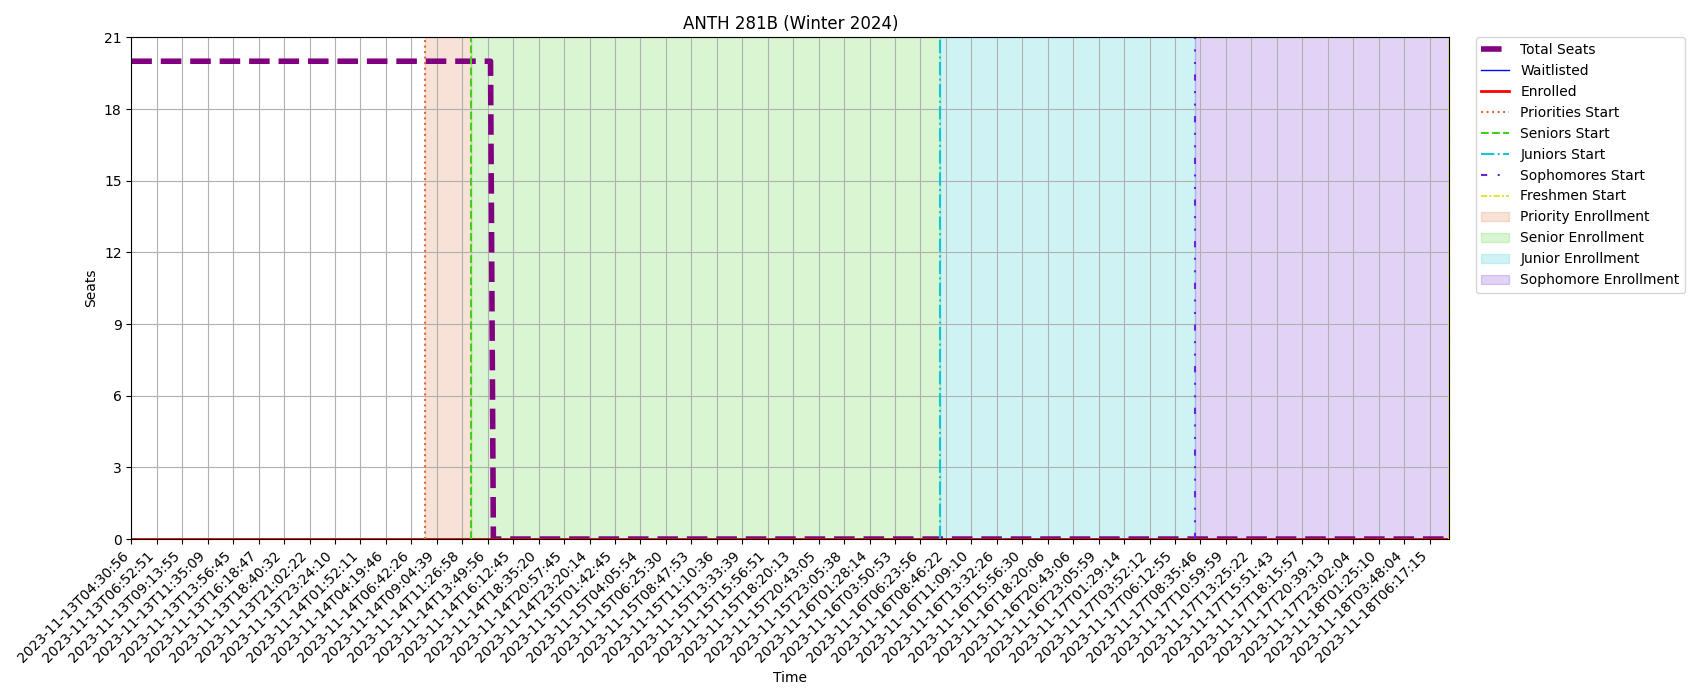 ANTH 281B (Winter 2024)
21
18
15
12
9
6
3
0
Seats
2023-11-13T04:30:56
2023-11-13T06:52:51
2023-11-13T09:13:55
2023-11-13T11:35:09
2023-11-13T13:56:45
2023-11-13T16:18:47
2023-11-13T18:40:32
2023-11-13T21:02:22
2023-11-13T23:24:10
2023-11-14T01:52:11
2023-11-14T04:19:46
2023-11-14T06:42:26
2023-11-14T09:04:39
2023-11-14T11:26:58
2023-11-14T13:49:56
2023-11-14T16:12:45
2023-11-14T18:35:20
2023-11-14T20:57:45
2023-11-14T23:20:14
2023-11-15T01:42:45
2023-11-15T04:05:54
2023-11-15T06:25:30
2023-11-15T08:47:53
2023-11-15T11:10:36
2023-11-15T13:33:39
2023-11-15T15:56:51
2023-11-15T18:20:13
2023-11-15T20:43:05
2023-11-15T23:05:38
2023-11-16T01:28:14
2023-11-16T03:50:53
2023-11-16T06:23:56
2023-11-16T08:46:22
2023-11-16T11:09:10
2023-11-16T13:32:26
2023-11-16T15:56:30
2023-11-16T18:20:06
2023-11-16T20:43:06
2023-11-16T23:05:59
2023-11-17T01:29:14
2023-11-17T03:52:12
2023-11-17T06:12:55
2023-11-17T08:35:46
2023-11-17T10:59:59
2023-11-17T13:25:22
2023-11-17T15:51:43
2023-11-17T18:15:57
2023-11-17T20:39:13
2023-11-17T23:02:04
2023-11-18T01:25:10
2023-11-18T03:48:04
2023-11-18T06:17:15
Time
Total Seats
Waitlisted
Enrolled
Priorities Start
Seniors Start
Juniors Start
Sophomores Start
Freshmen Start
Priority Enrollment
Senior Enrollment
Junior Enrollment
Sophomore Enrollment